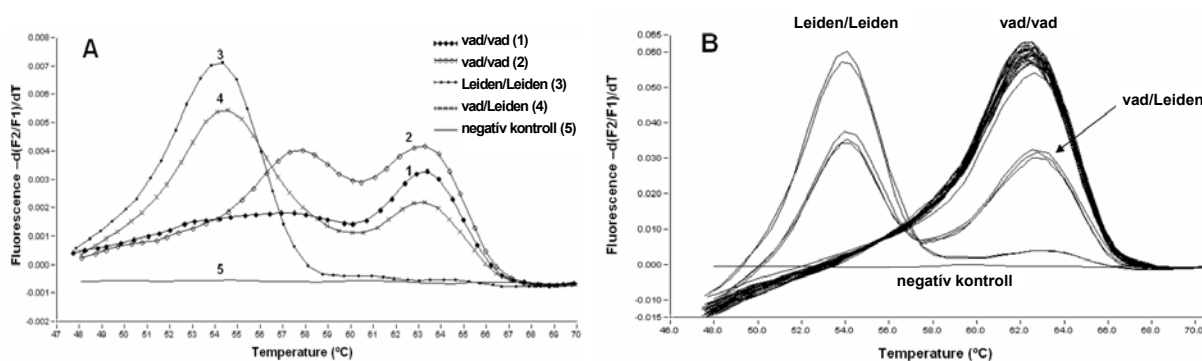 A
3
4
2
1
5
vad/vad (1)
vad/vad (2)
Leiden/Leiden (3)
vad/Leiden (4)
negatív kontroll (5)
Fluorescence –d(F2/F1)/dT
0.008
0.007
0.006
0.005
0.004
0.003
0.002
0.001
0.000
-0.001
-0.002
47 48 49 50 51 52 53 54 55 56 57 58 59 60 61 62 63 64 65 66 67 68 69 70
Temperature (ºC)
B
Leiden/Leiden
vad/vad
vad/Leiden
negatív kontroll
Fluorescence –d(F2/F1)/dT
0.065
0.060
0.050
0.040
0.030
0.020
0.010
0.000
-0.010
-0.015
46.0 48.0 50.0 52.0 54.0 56.0 58.0 60.0 62.0 64.0 66.0 68.0 70.0
Temperature (ºC)